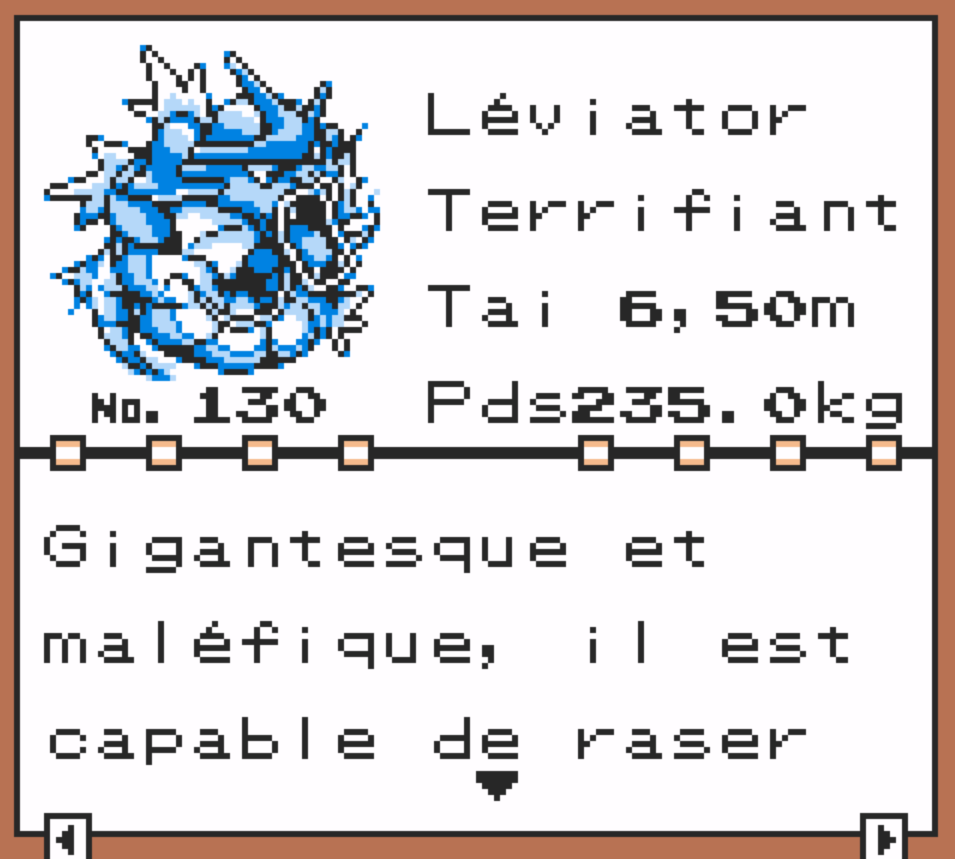 Léviator
Terrifiant
Tai 6,50m
No. 130
Pds235.0kg
Gigantesque et
maléfique, il est
capable de raser